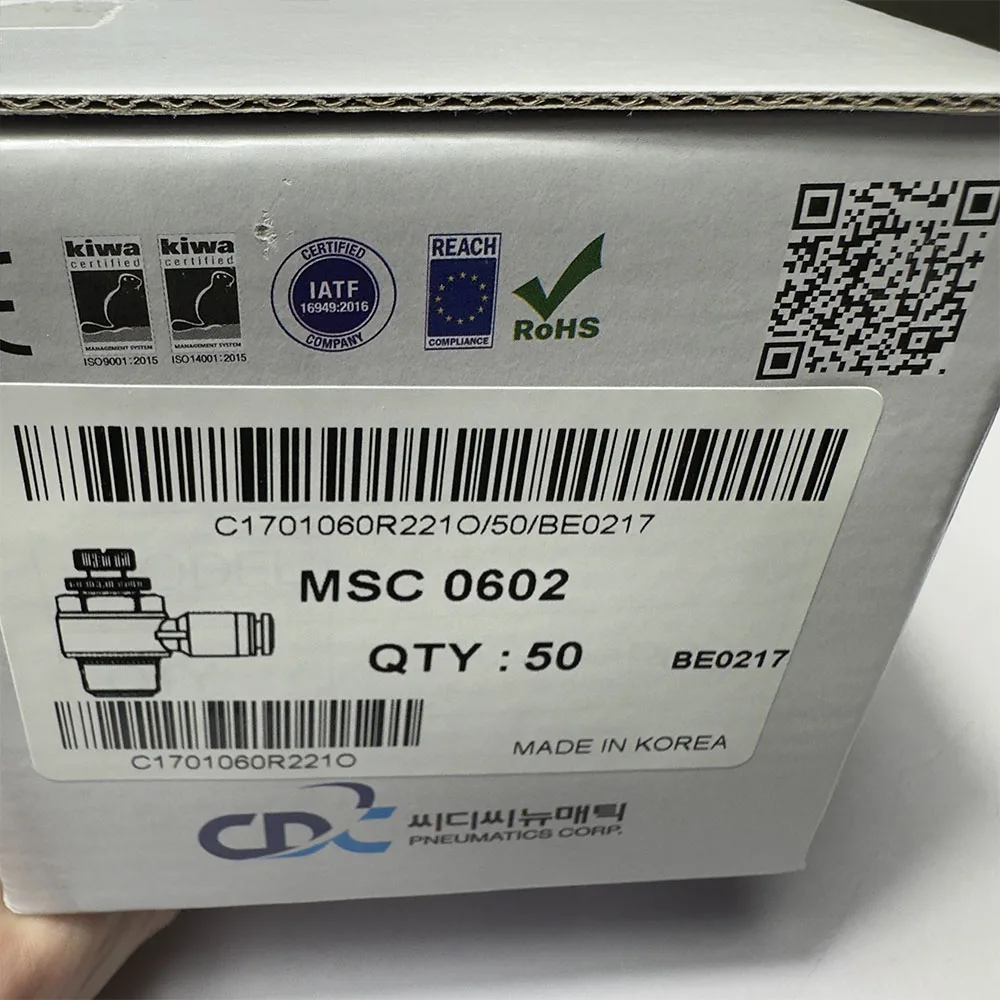 kiwa
certified
MANAGEMENT SYSTEM
ISO9001:2015
kiwa
certified
MANAGEMENT SYSTEM
ISO14001:2015
CERTIFIED
IATF
16949:2016
COMPANY
REACH
COMPLIANCE
RoHS
C1701060R221O/50/BE0217
MSC 0602
QTY : 50
BE0217
C1701060R221O
MADE IN KOREA
CDC 씨디씨뉴매틱
PNEUMATICS CORP.